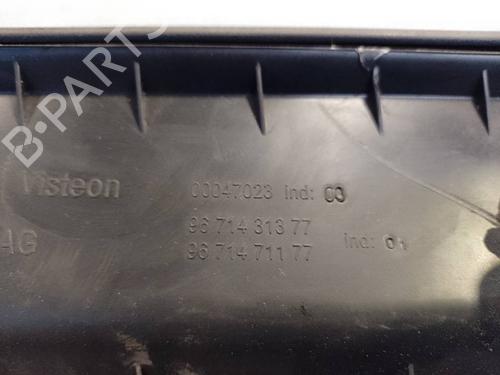 B-PARTS
Visteon 00047023 ind: 03
96 714 313 77
AG 96 714 711 77 ind: 01